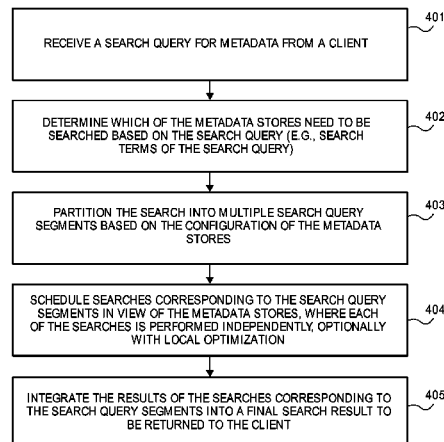 401
RECEIVE A SEARCH QUERY FOR METADATA FROM A CLIENT
402
DETERMINE WHICH OF THE METADATA STORES NEED TO BE
SEARCHED BASED ON THE SEARCH QUERY (E.G., SEARCH
TERMS OF THE SEARCH QUERY)
403
PARTITION THE SEARCH INTO MULTIPLE SEARCH QUERY
SEGMENTS BASED ON THE CONFIGURATION OF THE METADATA
STORES
404
SCHEDULE SEARCHES CORRESPONDING TO THE SEARCH QUERY
SEGMENTS IN VIEW OF THE METADATA STORES, WHERE EACH
OF THE SEARCHES IS PERFORMED INDEPENDENTLY, OPTIONALLY
WITH LOCAL OPTIMIZATION
405
INTEGRATE THE RESULTS OF THE SEARCHES CORRESPONDING TO
THE SEARCH QUERY SEGMENTS INTO A FINAL SEARCH RESULT TO
BE RETURNED TO THE CLIENT